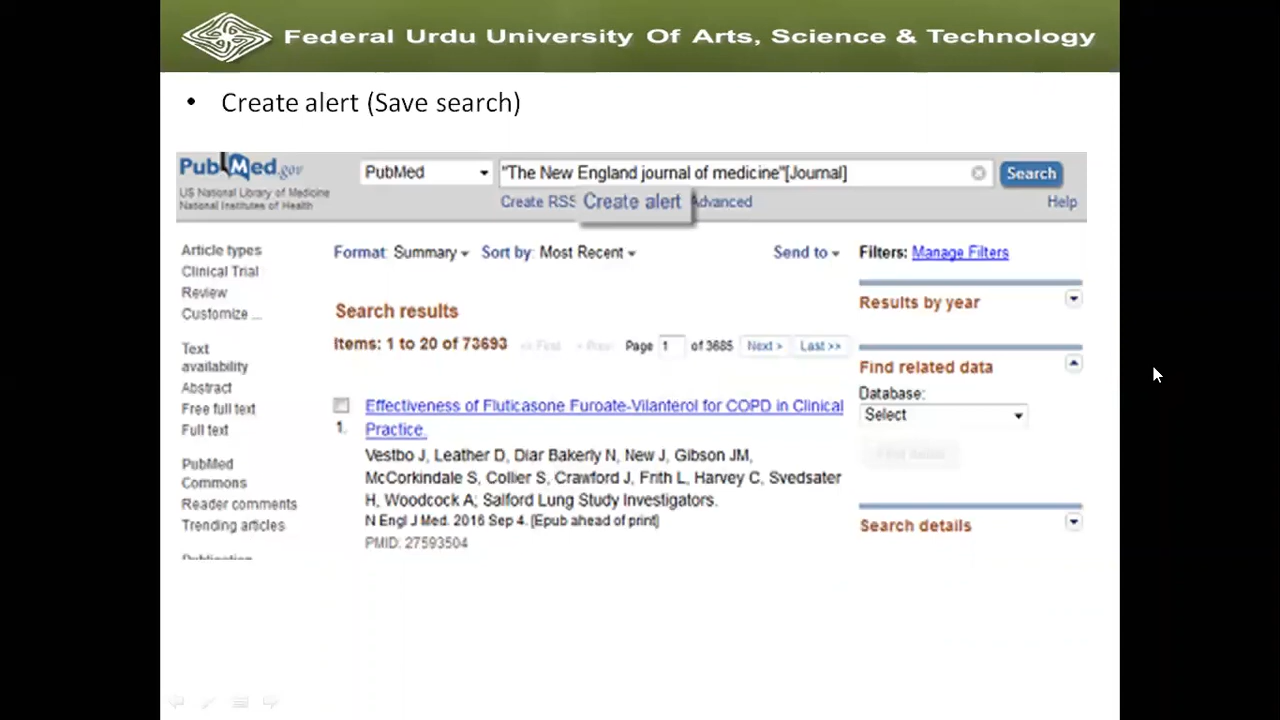 Federal Urdu University Of Arts, Science & Technology
• Create alert (Save search)
PubMed.gov
US National Library of Medicine
National Institutes of Health
PubMed
"The New England journal of medicine"[Journal]
Search
Create RSS Create alert Advanced
Help
Article types
Clinical Trial
Review
Customize ...
Text
availability
Abstract
Free full text
Full text
PubMed
Commons
Reader comments
Trending articles
Format: Summary Sort by: Most Recent
Send to
Search results
Items: 1 to 20 of 73693
<< First < Prev Page 1 of 3685 Next > Last >>
Effectiveness of Fluticasone Furoate-Vilanterol for COPD in Clinical
1. Practice.
Vestbo J, Leather D, Diar Bakerly N, New J, Gibson JM,
McCorkindale S, Collier S, Crawford J, Frith L, Harvey C, Svedsater
H, Woodcock A; Salford Lung Study Investigators.
N Engl J Med. 2016 Sep 4. [Epub ahead of print]
PMID: 27593504
Filters: Manage Filters
Results by year
Find related data
Database:
Select
Search details